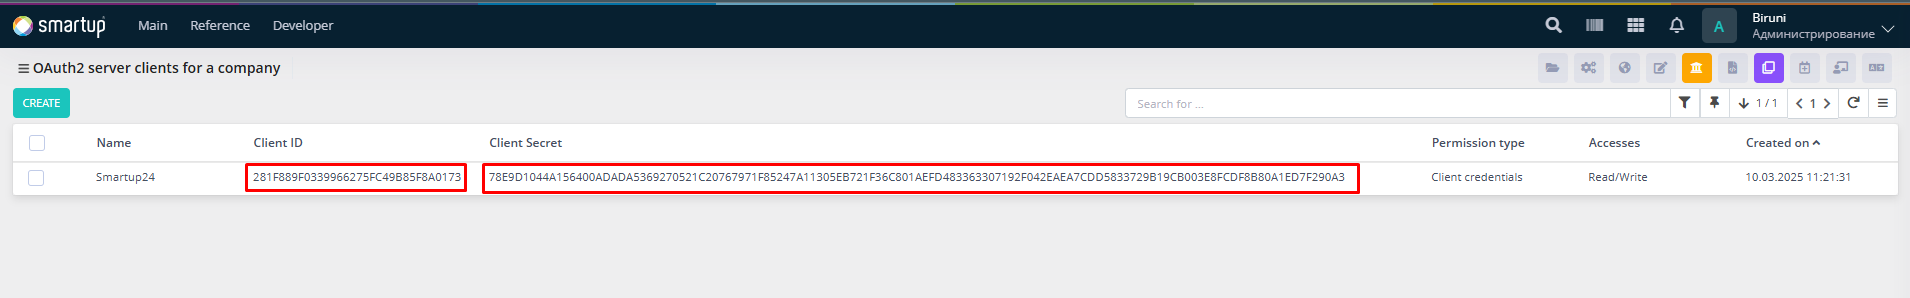 smartup Main Reference Developer A Biruni
Администрирование
OAuth2 server clients for a company
CREATE Search for ... 1 / 1 1
Name Client ID Client Secret Permission type Accesses Created on
Smartup24 281F889F0339966275FC49B85F8A0173 78E9D1044A156400ADADA5369270521C20767971F85247A11305EB721F36C801AEFD483363307192F042EAEA7CDD5833729B19CB003E8FCDF8B80A1ED7F290A3 Client credentials Read/Write 10.03.2025 11:21:31